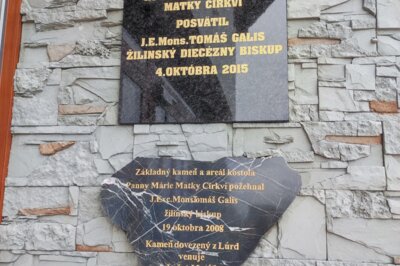 MATKY CIRKVI
POSVÄTIL
J.E.Mons.TOMÁŠ GALIS
ŽILINSKÝ DIECÉZNY BISKUP
4.OKTÓBRA 2015
Základný kameň a areál kostola
Panny Márie Matky Cirkvi požehnal
J.Exc.Mons.Tomáš Galis
žilinský biskup
19.októbra 2008
Kameň dovezený z Lúrd
venuje